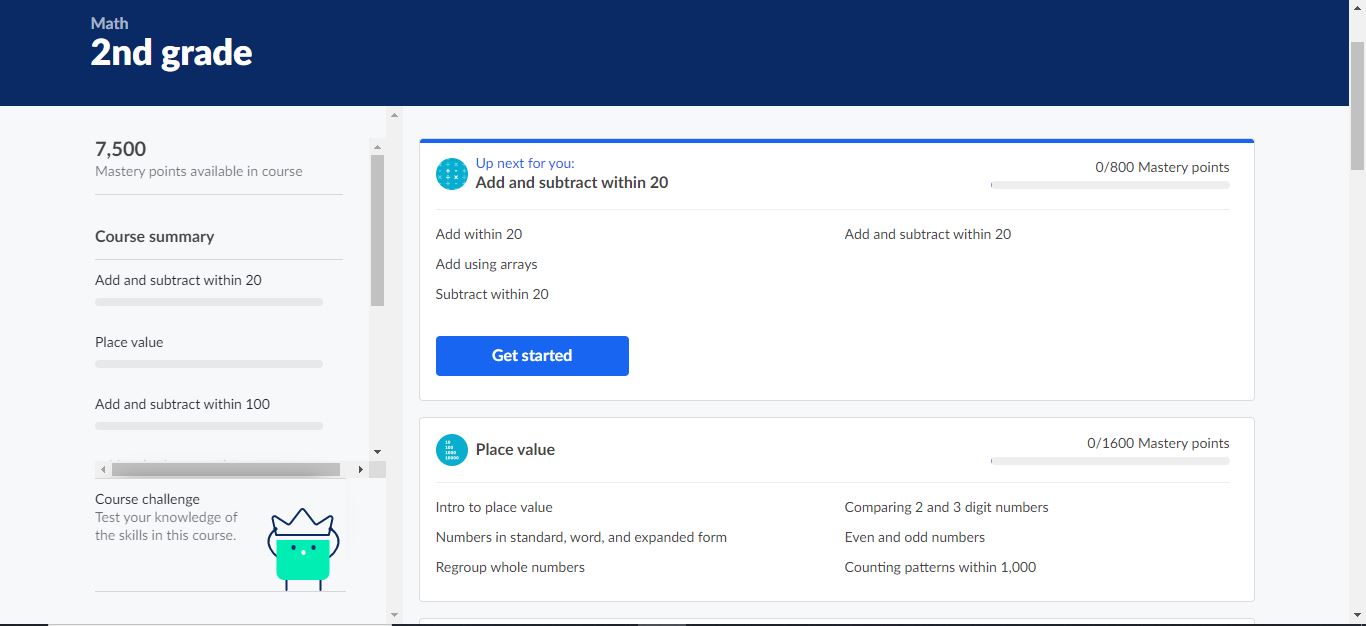 Math
2nd grade
7,500
Mastery points available in course
Course summary
Add and subtract within 20
Place value
Add and subtract within 100
Course challenge
Test your knowledge of
the skills in this course.
Up next for you:
Add and subtract within 20
0/800 Mastery points
Add within 20
Add using arrays
Subtract within 20
Add and subtract within 20
Get started
10
100
1000
10000
Place value
0/1600 Mastery points
Intro to place value
Numbers in standard, word, and expanded form
Regroup whole numbers
Comparing 2 and 3 digit numbers
Even and odd numbers
Counting patterns within 1,000